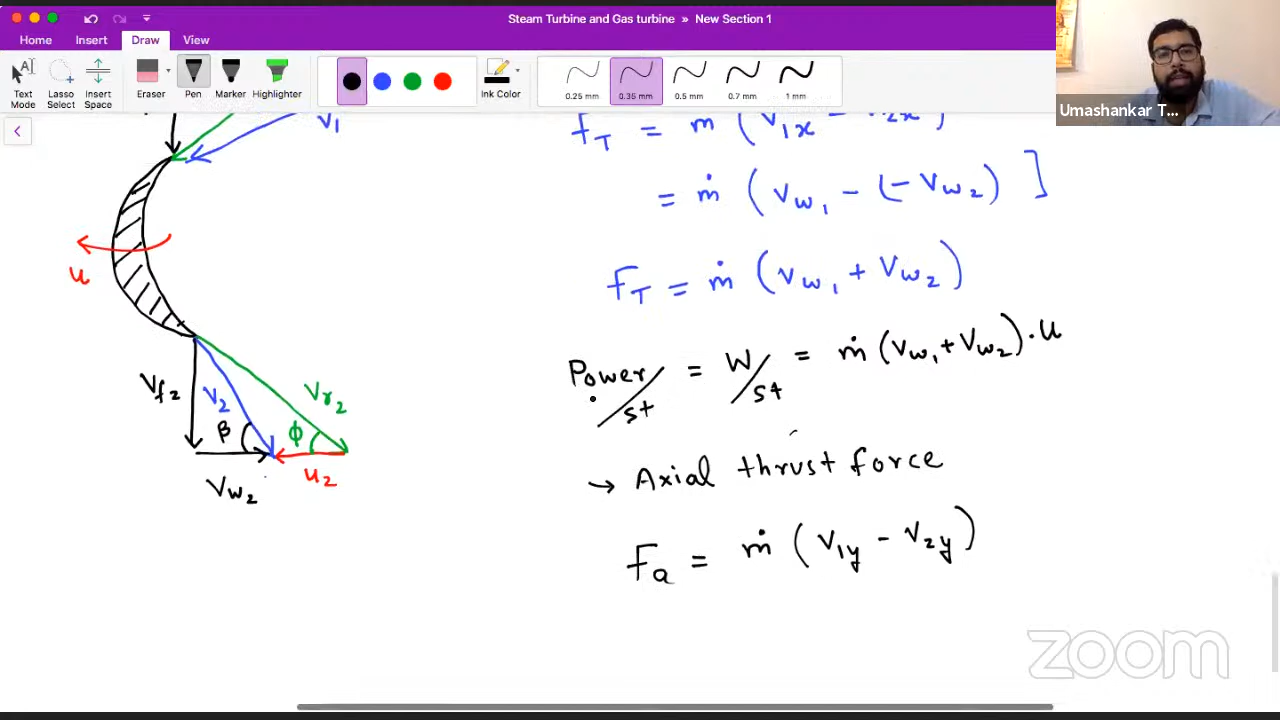 Steam Turbine and Gas turbine » New Section 1
Home Insert Draw View
Text Mode
Lasso Select
Insert Space
Eraser
Pen
Marker
Highlighter
Ink Color
0.25 mm
0.35 mm
0.5 mm
0.7 mm
1 mm
Umashankar T...
V1
u
Vf2
V2
Vr2
β
ϕ
Vw2
u2
FT = ṁ (V1x −
= ṁ (Vw1 − (− Vw2) ]
FT = ṁ (Vw1 + Vw2)
Power/st = W/st = ṁ (Vw1 + Vw2) · u
→ Axial thrust force
Fa = ṁ (V1y − V2y)
zoom